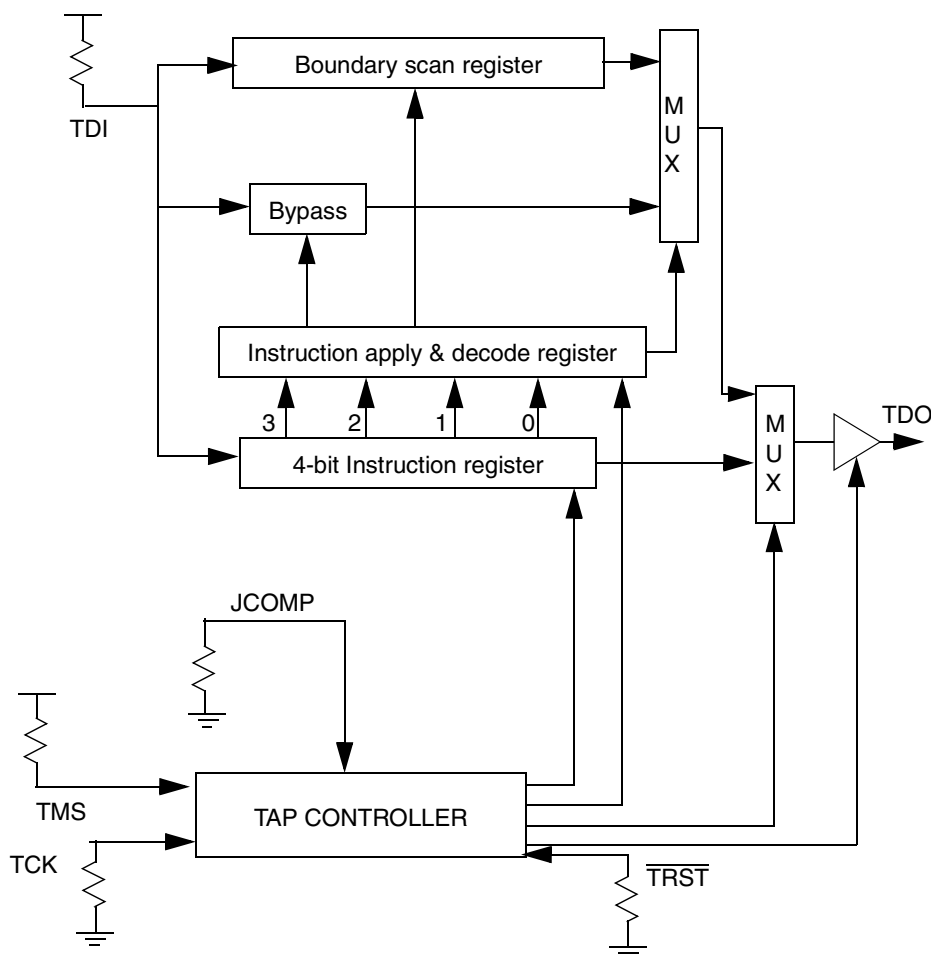 Boundary scan register
M
U
X
TDI
Bypass
Instruction apply & decode register
3 2 1 0
4-bit Instruction register
M
U
X
TDO
JCOMP
TMS
TAP CONTROLLER
TCK
TRST